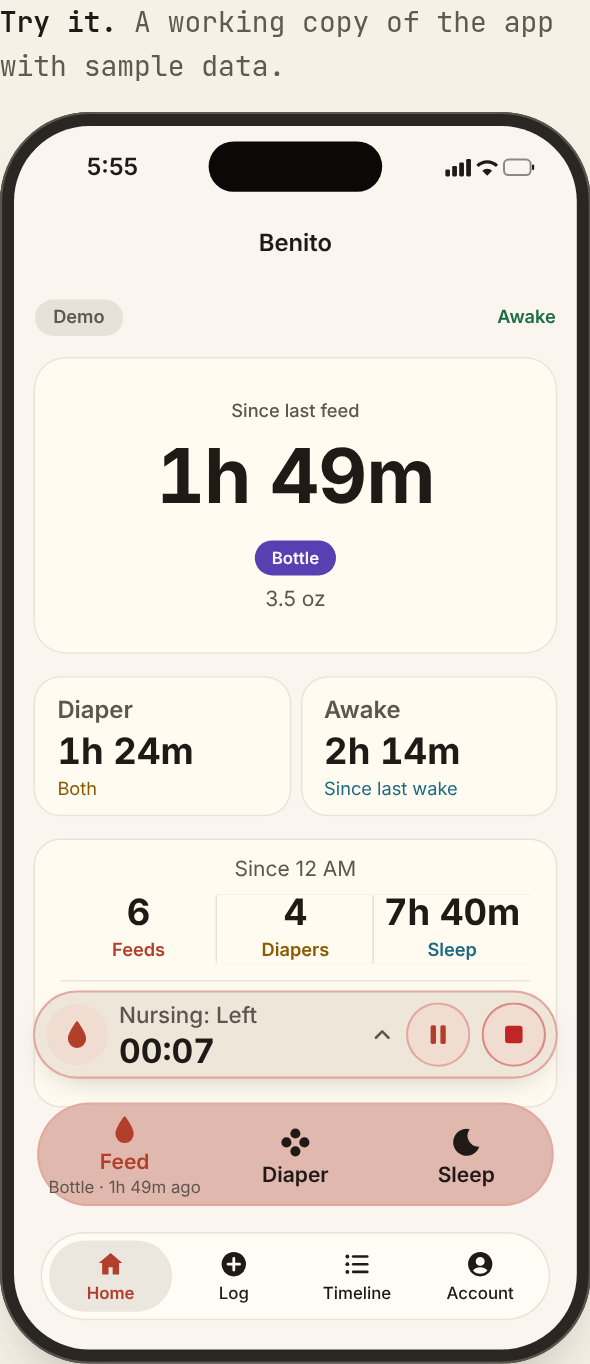 Try it. A working copy of the app
with sample data.
5:55
Benito
Demo
Awake
Since last feed
1h 49m
Bottle
3.5 oz
Diaper
1h 24m
Both
Awake
2h 14m
Since last wake
Since 12 AM
6
Feeds
4
Diapers
7h 40m
Sleep
Nursing: Left
00:07
Feed
Bottle · 1h 49m ago
Diaper
Sleep
Home
Log
Timeline
Account